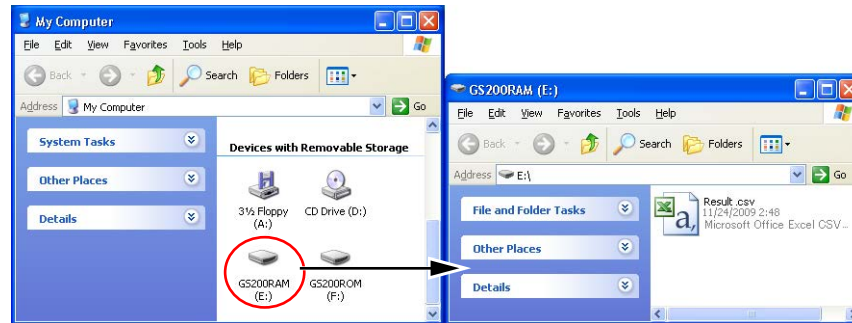 My Computer
File Edit View Favorites Tools Help
Back Search Folders
Address My Computer Go
System Tasks
Other Places
Details
Devices with Removable Storage
3½ Floppy (A:)
CD Drive (D:)
GS200RAM (E:)
GS200ROM (F:)
GS200RAM (E:)
File Edit View Favorites Tools Help
Back Search Folders
Address E:\ Go
File and Folder Tasks
Other Places
Details
Result.csv
11/24/2009 2:48
Microsoft Office Excel CSV...